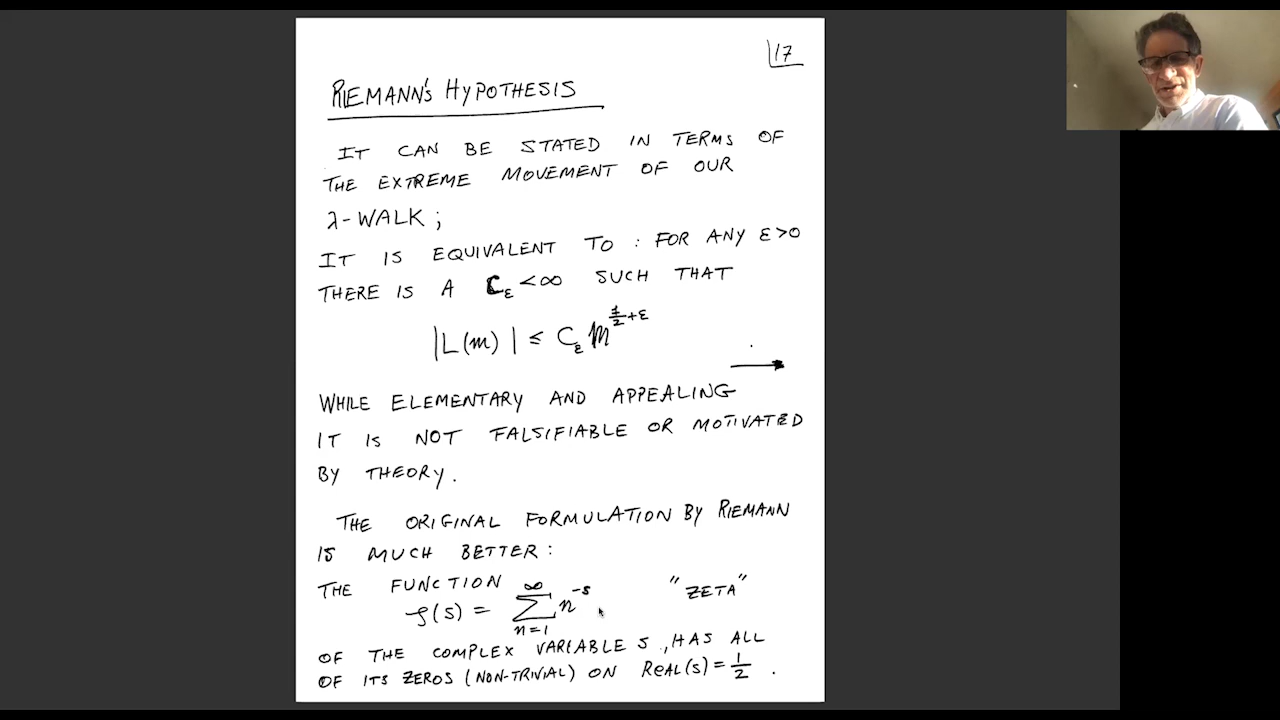 17
RIEMANN'S HYPOTHESIS
IT CAN BE STATED IN TERMS OF
THE EXTREME MOVEMENT OF OUR
λ-WALK;
IT IS EQUIVALENT TO : FOR ANY ε>0
THERE IS A C_ε <∞ SUCH THAT
|L(m)| ≤ C_ε m^{1/2+ε}
WHILE ELEMENTARY AND APPEALING
IT IS NOT FALSIFIABLE OR MOTIVATED
BY THEORY.
THE ORIGINAL FORMULATION BY RIEMANN
IS MUCH BETTER:
THE FUNCTION
ζ(s) = ∑_{n=1}^{∞} n^{-s} "ZETA"
OF THE COMPLEX VARIABLE S, HAS ALL
OF ITS ZEROS (NON-TRIVIAL) ON REAL(s)=1/2.